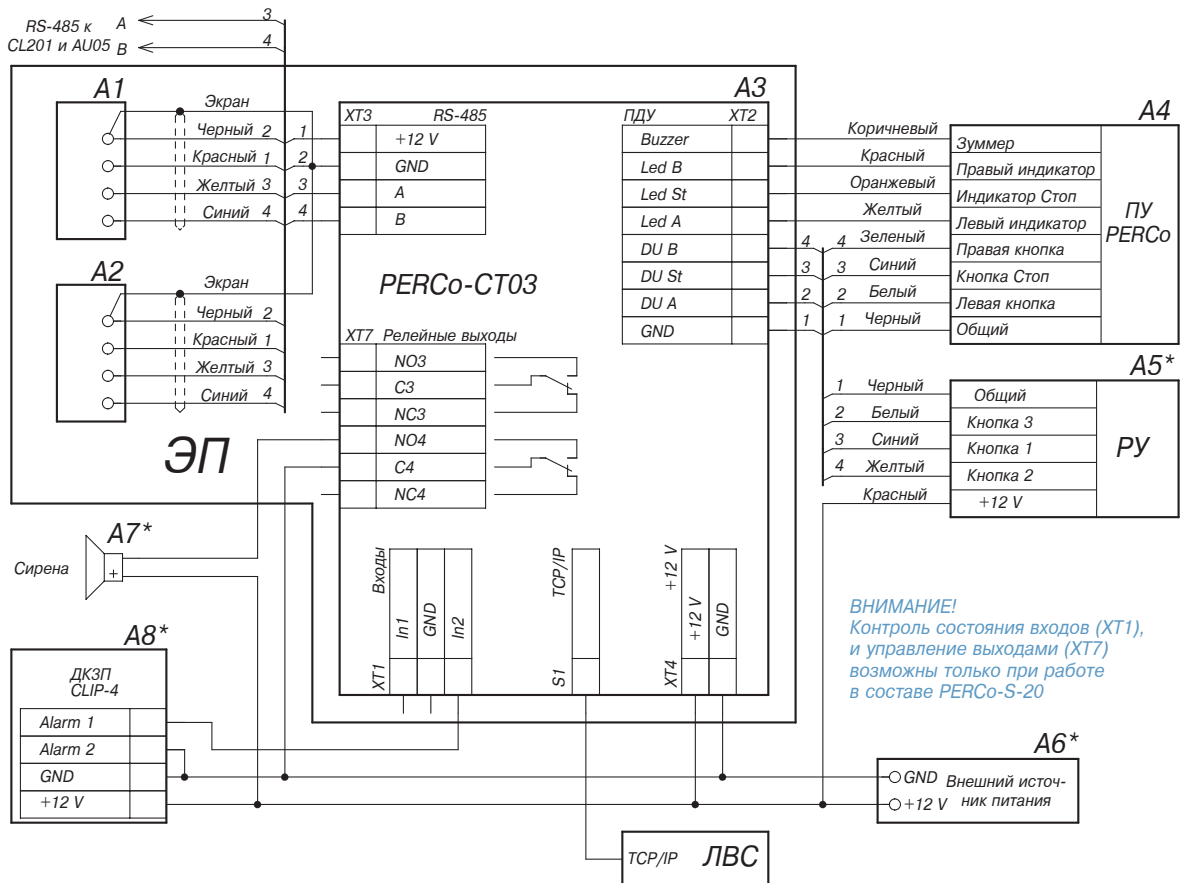 RS-485 к A 3
CL201 и AU05 B 4
A1
Экран
Черный 2 1
Красный 1 2
Желтый 3 3
Синий 4 4
A2
Экран
Черный 2
Красный 1
Желтый 3
Синий 4
ЭП
A3
XT3 RS-485
+12 V
GND
A
B
PERCo-CT03
XT7 Релейные выходы
NO3
C3
NC3
NO4
C4
NC4
ПДУ XT2
Buzzer
Led B
Led St
Led A
DU B
DU St
DU A
GND
Коричневый
Красный
Оранжевый
Желтый
4 4 Зеленый
3 3 Синий
2 2 Белый
1 1 Черный
A4
Зуммер
Правый индикатор
Индикатор Стоп
Левый индикатор
Правая кнопка
Кнопка Стоп
Левая кнопка
Общий
ПУ
PERCo
A5*
1 Черный Общий
2 Белый Кнопка 3
3 Синий Кнопка 1
4 Желтый Кнопка 2
Красный +12 V
РУ
A7*
Сирена
+
XT1 Входы
In1
GND
In2
S1 TCP/IP
XT4 +12 V
+12 V
GND
ВНИМАНИЕ!
Контроль состояния входов (XT1),
и управление выходами (XT7)
возможны только при работе
в составе PERCo-S-20
A8*
ДКЗП
CLIP-4
Alarm 1
Alarm 2
GND
+12 V
A6*
GND
+12 V
Внешний источ-
ник питания
TCP/IP ЛВС